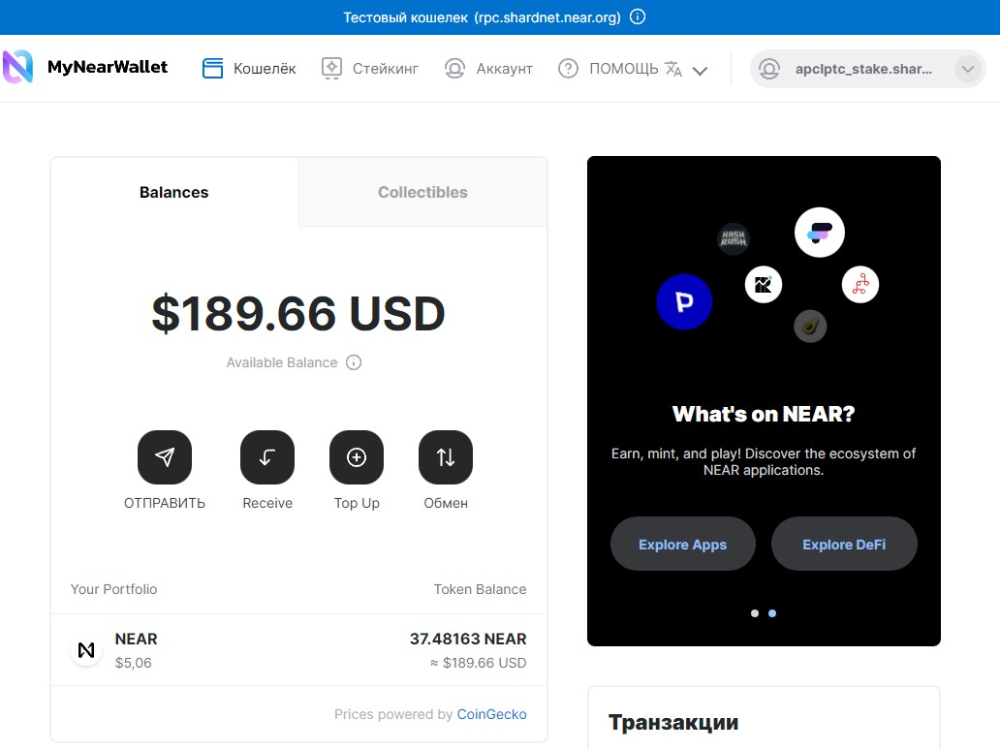 Тестовый кошелек (rpc.shardnet.near.org)
MyNearWallet
Кошелёк
Стейкинг
Аккаунт
ПОМОЩЬ
apclptc_stake.shar...
Balances
Collectibles
$189.66 USD
Available Balance
ОТПРАВИТЬ
Receive
Top Up
Обмен
Your Portfolio
Token Balance
NEAR
37.48163 NEAR
$5,06
≈ $189.66 USD
Prices powered by CoinGecko
HASH
RUSH
What's on NEAR?
Earn, mint, and play! Discover the ecosystem of
NEAR applications.
Explore Apps
Explore DeFi
Транзакции